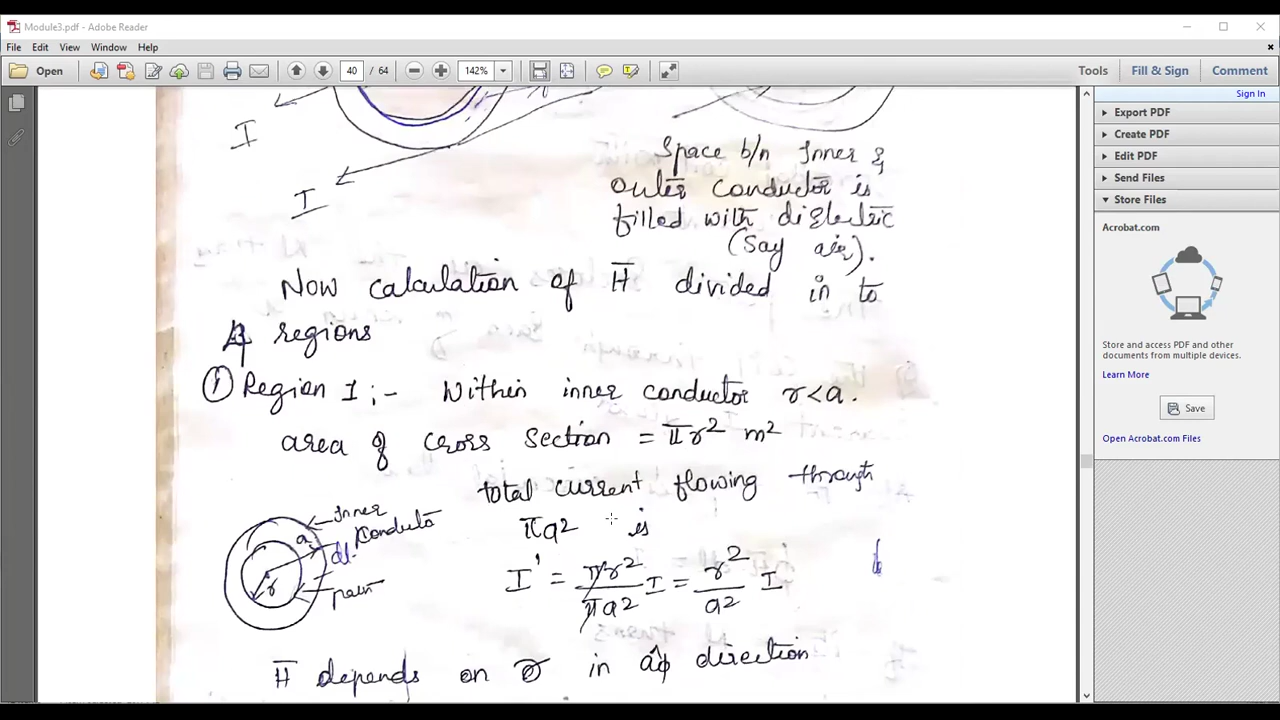 Module3.pdf - Adobe Reader
File Edit View Window Help
Open 40 / 64 142% Tools Fill & Sign Comment
Sign In
Export PDF
Create PDF
Edit PDF
Send Files
Store Files
Acrobat.com
Store and access PDF and other
documents from multiple devices.
Learn More
Save
Open Acrobat.com Files
I
I
Space b/n Inner &
outer conductor is
filled with dielectric
(Say air).
Now calculation of H̅ divided in to
4 regions
① Region I :- Within inner conductor r<a.
area of cross section = πr² m²
total current flowing through
πa² is
I' = πr²/πa² I = r²/a² I
Inner
Conductor
a
dl
r
path
H̅ depends on r in âϕ direction